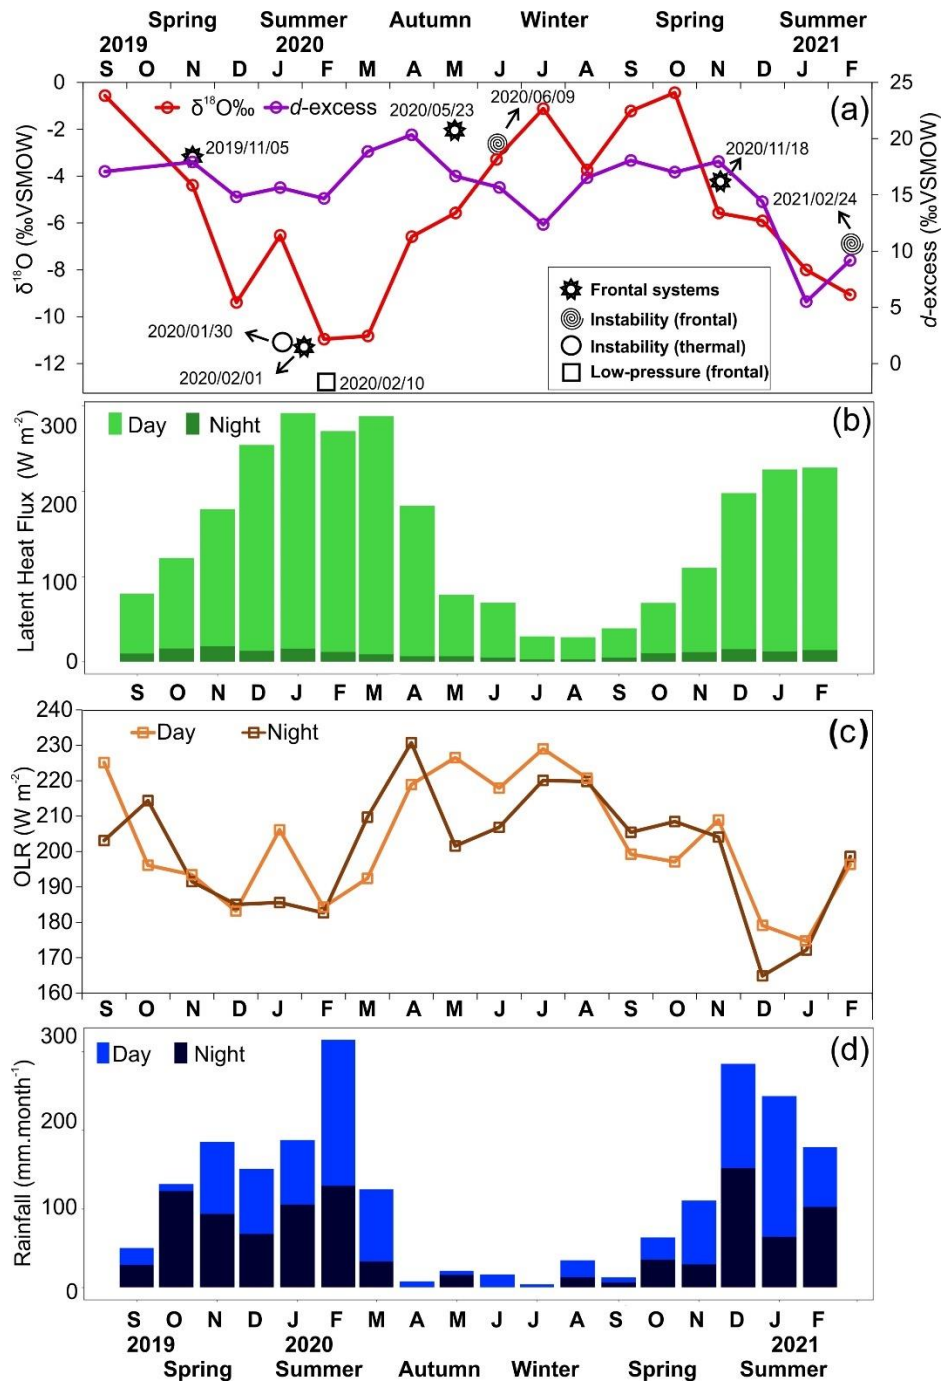 Spring Summer Autumn Winter Spring Summer
2019 2020 2021
S O N D J F M A M J J A S O N D J F
(a)
δ¹⁸O‰ d-excess
0
-2
-4
-6
-8
-10
-12
δ¹⁸O (‰VSMOW)
25
20
15
10
5
0
d-excess (‰VSMOW)
2019/11/05
2020/05/23
2020/06/09
2020/11/18
2021/02/24
2020/01/30
2020/02/01
2020/02/10
Frontal systems
Instability (frontal)
Instability (thermal)
Low-pressure (frontal)
(b)
Day Night
300
200
100
0
Latent Heat Flux (W m⁻²)
S O N D J F M A M J J A S O N D J F
(c)
Day Night
240
230
220
210
200
190
180
170
160
OLR (W m⁻²)
S O N D J F M A M J J A S O N D J F
(d)
Day Night
300
200
100
0
Rainfall (mm.month⁻¹)
S O N D J F M A M J J A S O N D J F
2019 2020 2021
Spring Summer Autumn Winter Spring Summer